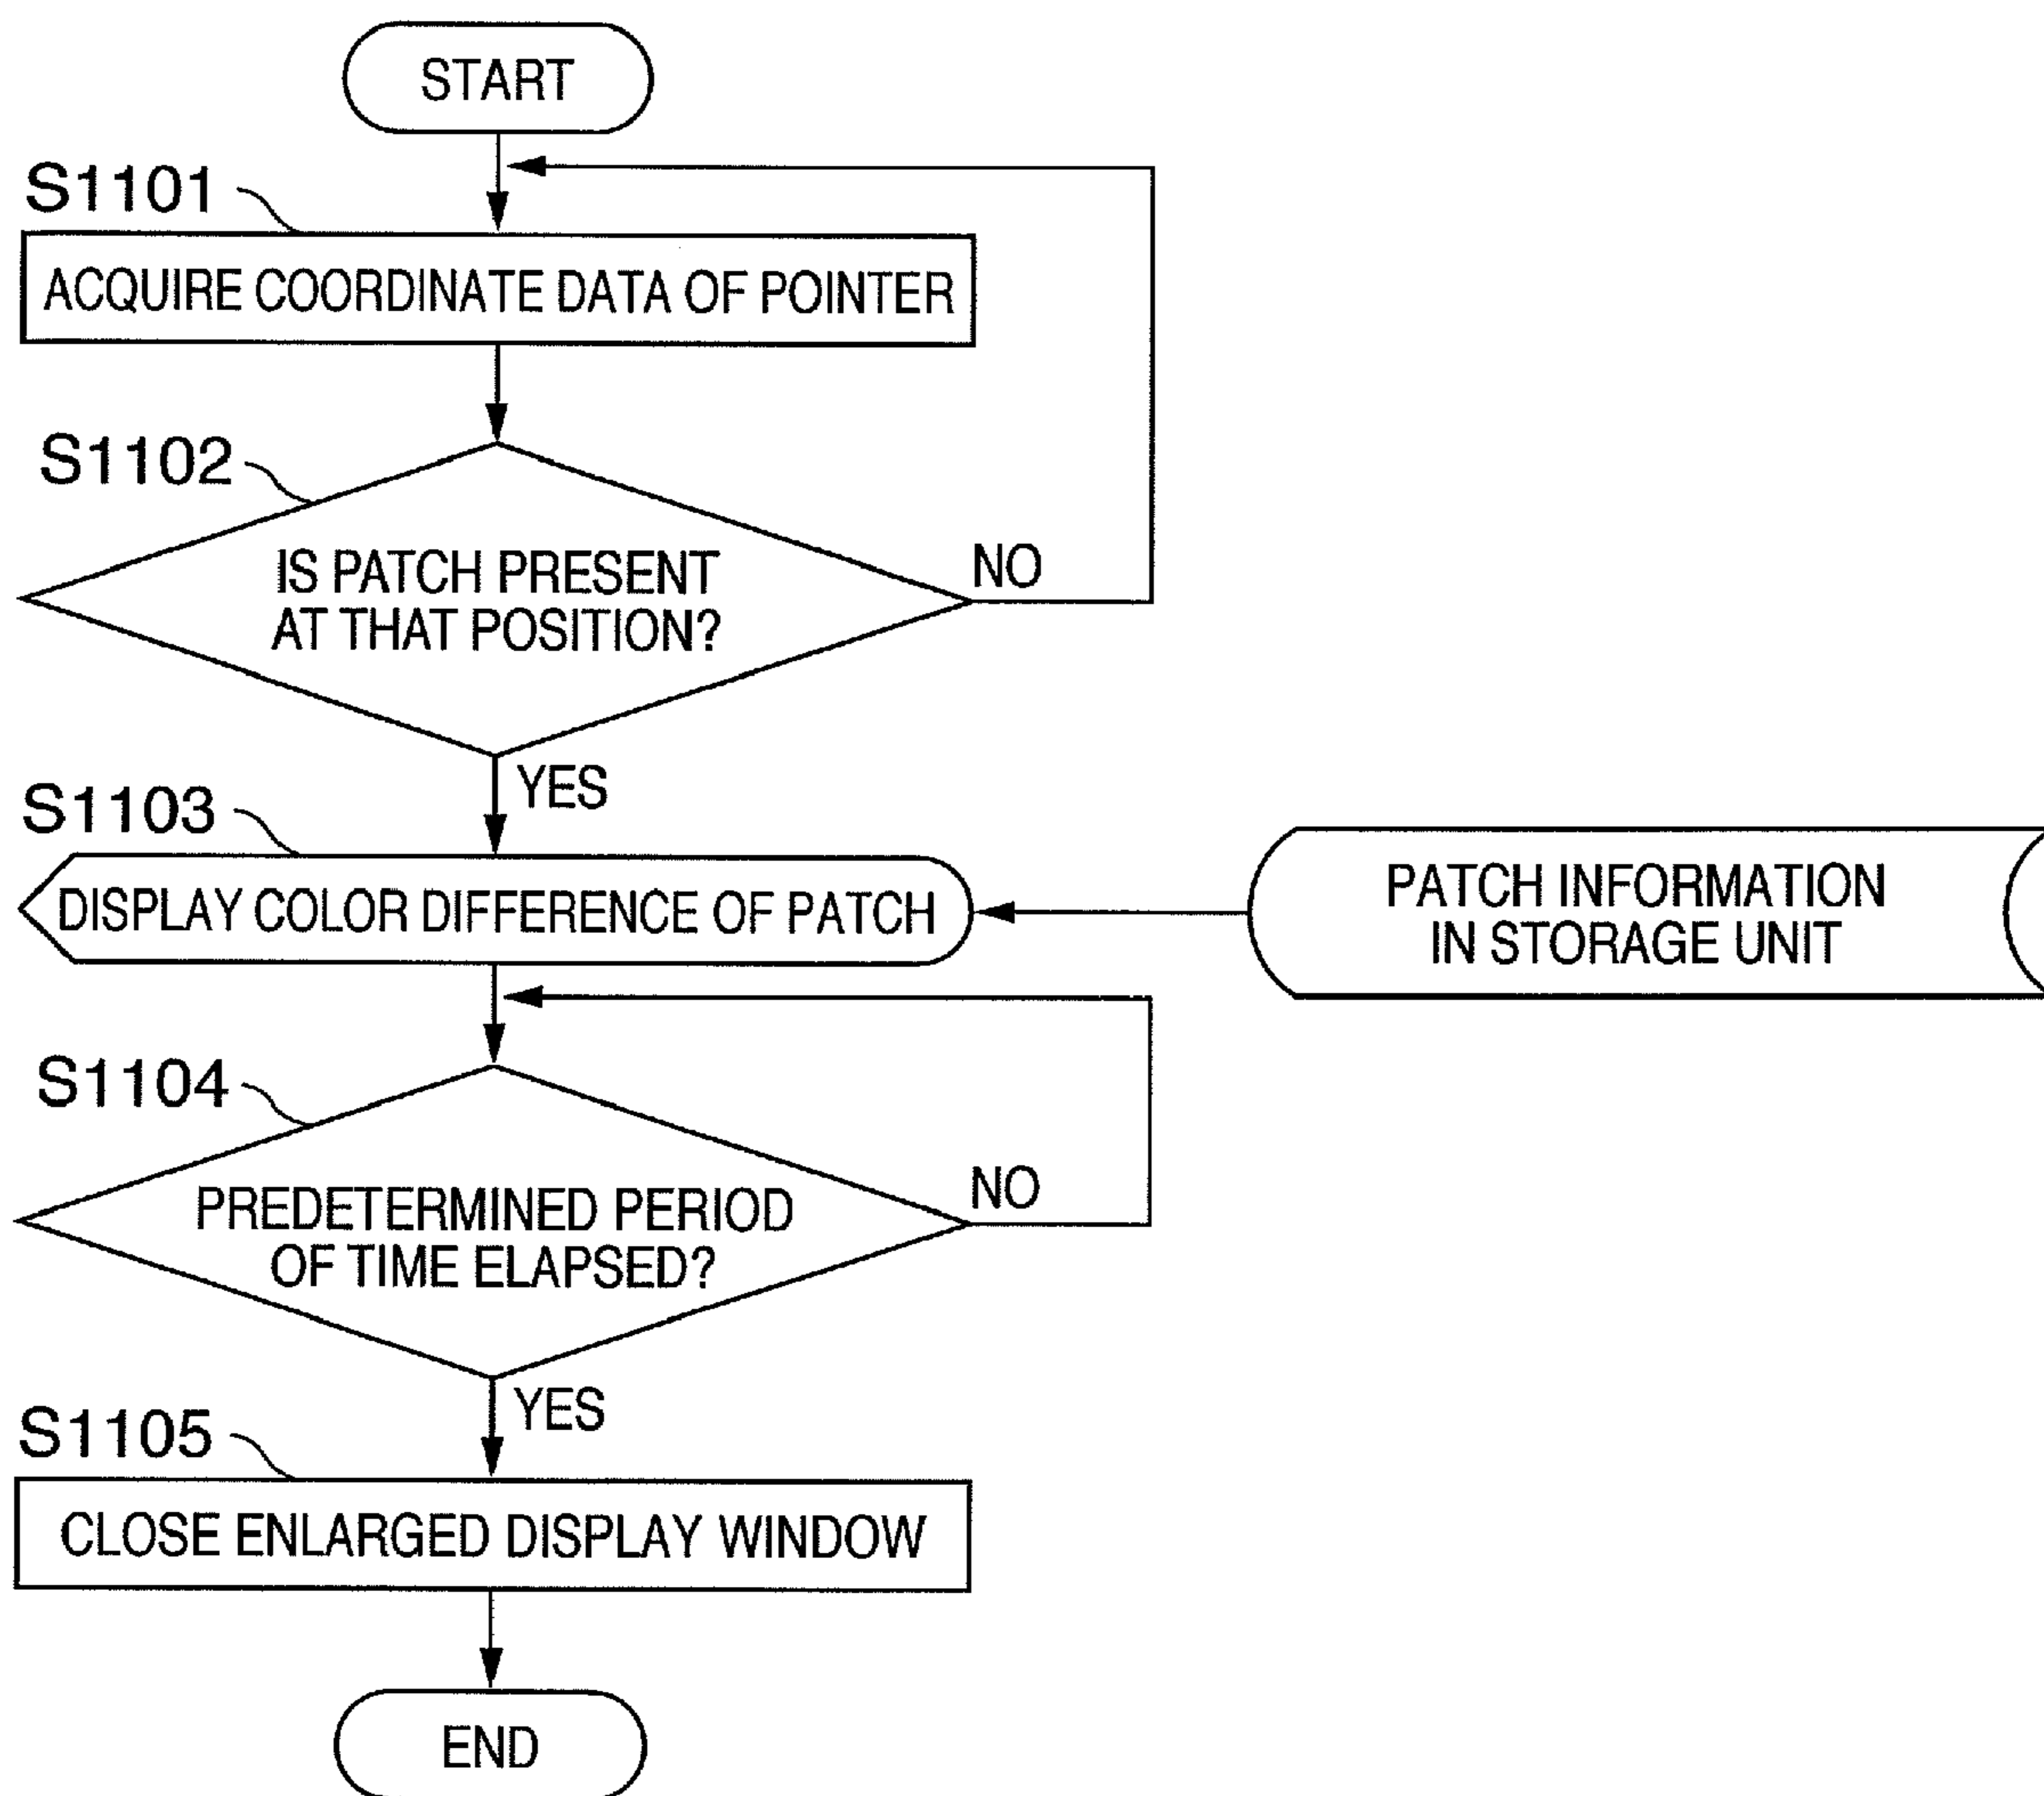 START
S1101
ACQUIRE COORDINATE DATA OF POINTER
S1102
IS PATCH PRESENT
AT THAT POSITION?
NO
YES
S1103
DISPLAY COLOR DIFFERENCE OF PATCH
PATCH INFORMATION
IN STORAGE UNIT
S1104
PREDETERMINED PERIOD
OF TIME ELAPSED?
NO
YES
S1105
CLOSE ENLARGED DISPLAY WINDOW
END